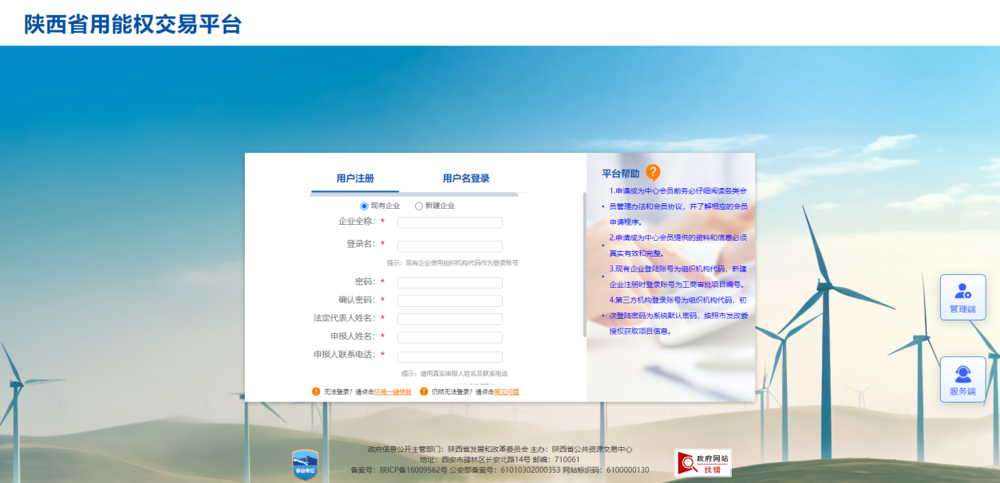 陕西省用能权交易平台
用户注册
用户名登录
现有企业
新建企业
企业全称：*
登录名：*
提示：现有企业使用组织机构代码作为登录账号
密码：*
确认密码：*
法定代表人姓名：*
申报人姓名：*
申报人联系电话：*
提示：请用真实申报人姓名及联系电话
无法登录？请点击环境一键修复
仍然无法登录？请点击常见问题
平台帮助
1.申请成为中心会员前务必仔细阅读各类会
员管理办法和会员协议，并了解相应的会员
申请程序。
2.申请成为中心会员提供的资料和信息必须
真实有效和完整。
3.现有企业登陆账号为组织机构代码，新建
企业注册时登录账号为工商审批项目编号。
4.第三方机构登录账号为组织机构代码，初
次登陆密码为系统默认密码，按照市发改委
授权获取项目信息。
管理端
服务端
事业单位
政府信息公开主管部门：陕西省发展和改革委员会 主办：陕西省公共资源交易中心
地址：西安市碑林区长安北路14号 邮编：710061
备案号：陕ICP备16009562号 公安部备案号：61010302000353 网站标识码：6100000130
政府网站
找错